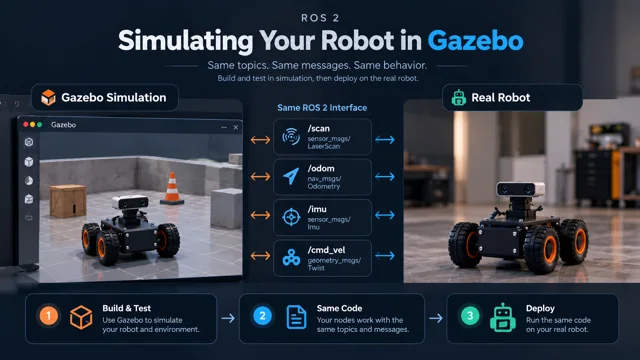 ROS 2
Simulating Your Robot in Gazebo
Same topics. Same messages. Same behavior.
Build and test in simulation, then deploy on the real robot.
Gazebo Simulation
Same ROS 2 Interface
Real Robot
Gazebo
/scan
sensor_msgs/
LaserScan
/odom
nav_msgs/
Odometry
/imu
sensor_msgs/
Imu
/cmd_vel
geometry_msgs/
Twist
1
Build & Test
Use Gazebo to simulate
your robot and environment.
2
Same Code
Your nodes work with the
same topics and messages.
3
Deploy
Run the same code
on your real robot.